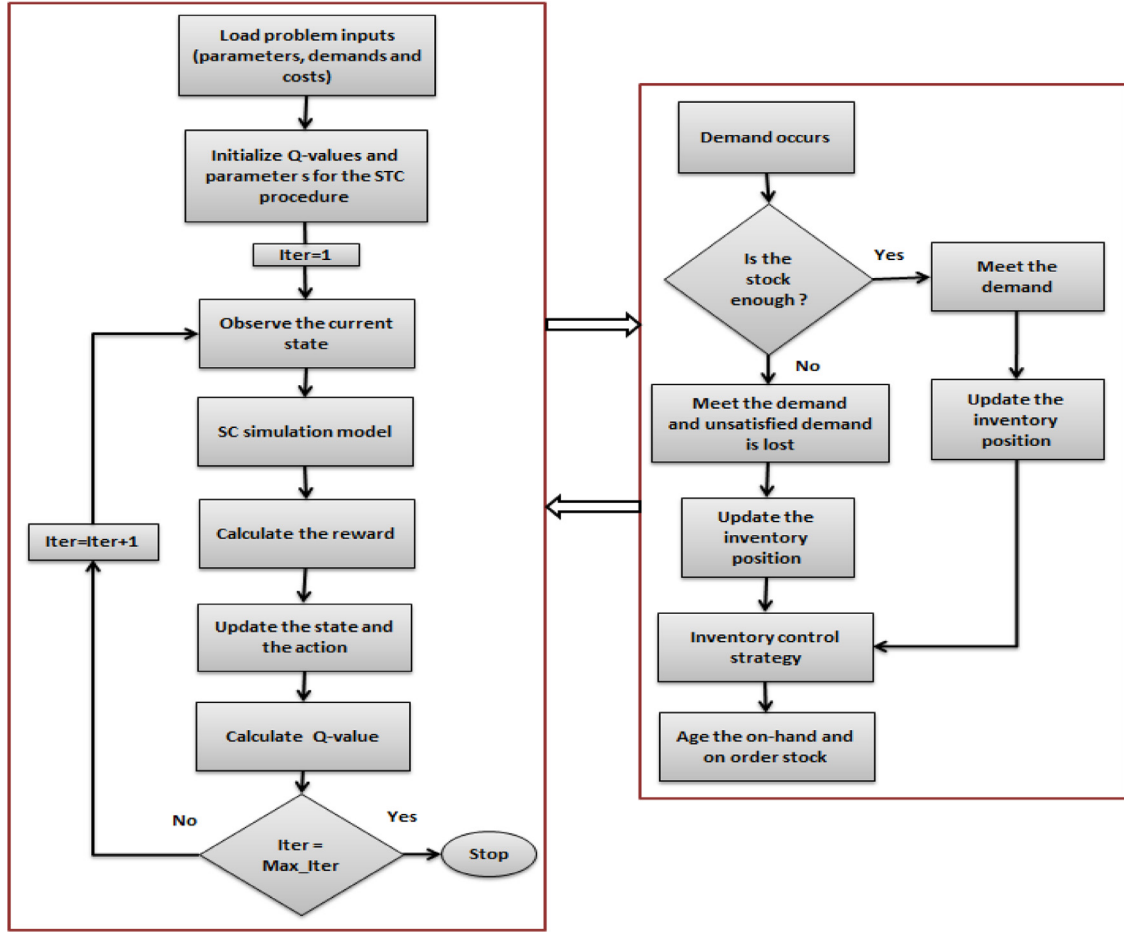 Load problem inputs
(parameters, demands and
costs)
Initialize Q-values and
parameter s for the STC
procedure
Iter=1
Observe the current
state
SC simulation model
Calculate the reward
Iter=Iter+1
Update the state and
the action
Calculate Q-value
No
Yes
Iter =
Max_Iter
Stop
Demand occurs
Is the
stock
enough ?
Yes
Meet the
demand
No
Meet the demand
and unsatisfied demand
is lost
Update the
inventory
position
Update the
inventory
position
Inventory control
strategy
Age the on-hand and
on order stock